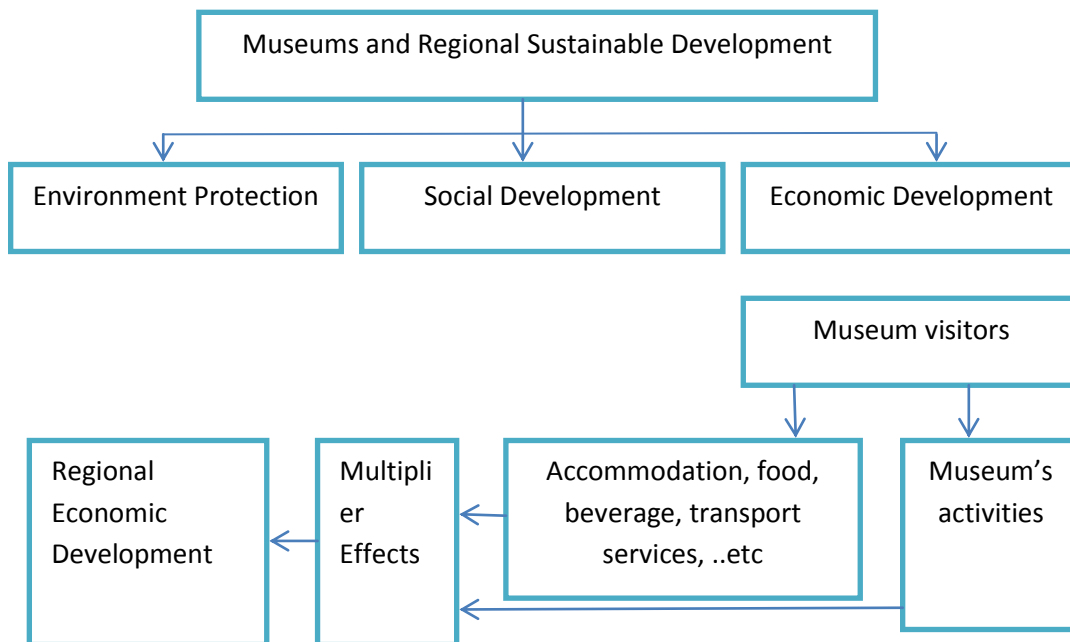 Museums and Regional Sustainable Development
Environment Protection
Social Development
Economic Development
Museum visitors
Regional
Economic
Development
Multipli
er
Effects
Accommodation, food,
beverage, transport
services, ..etc
Museum’s
activities